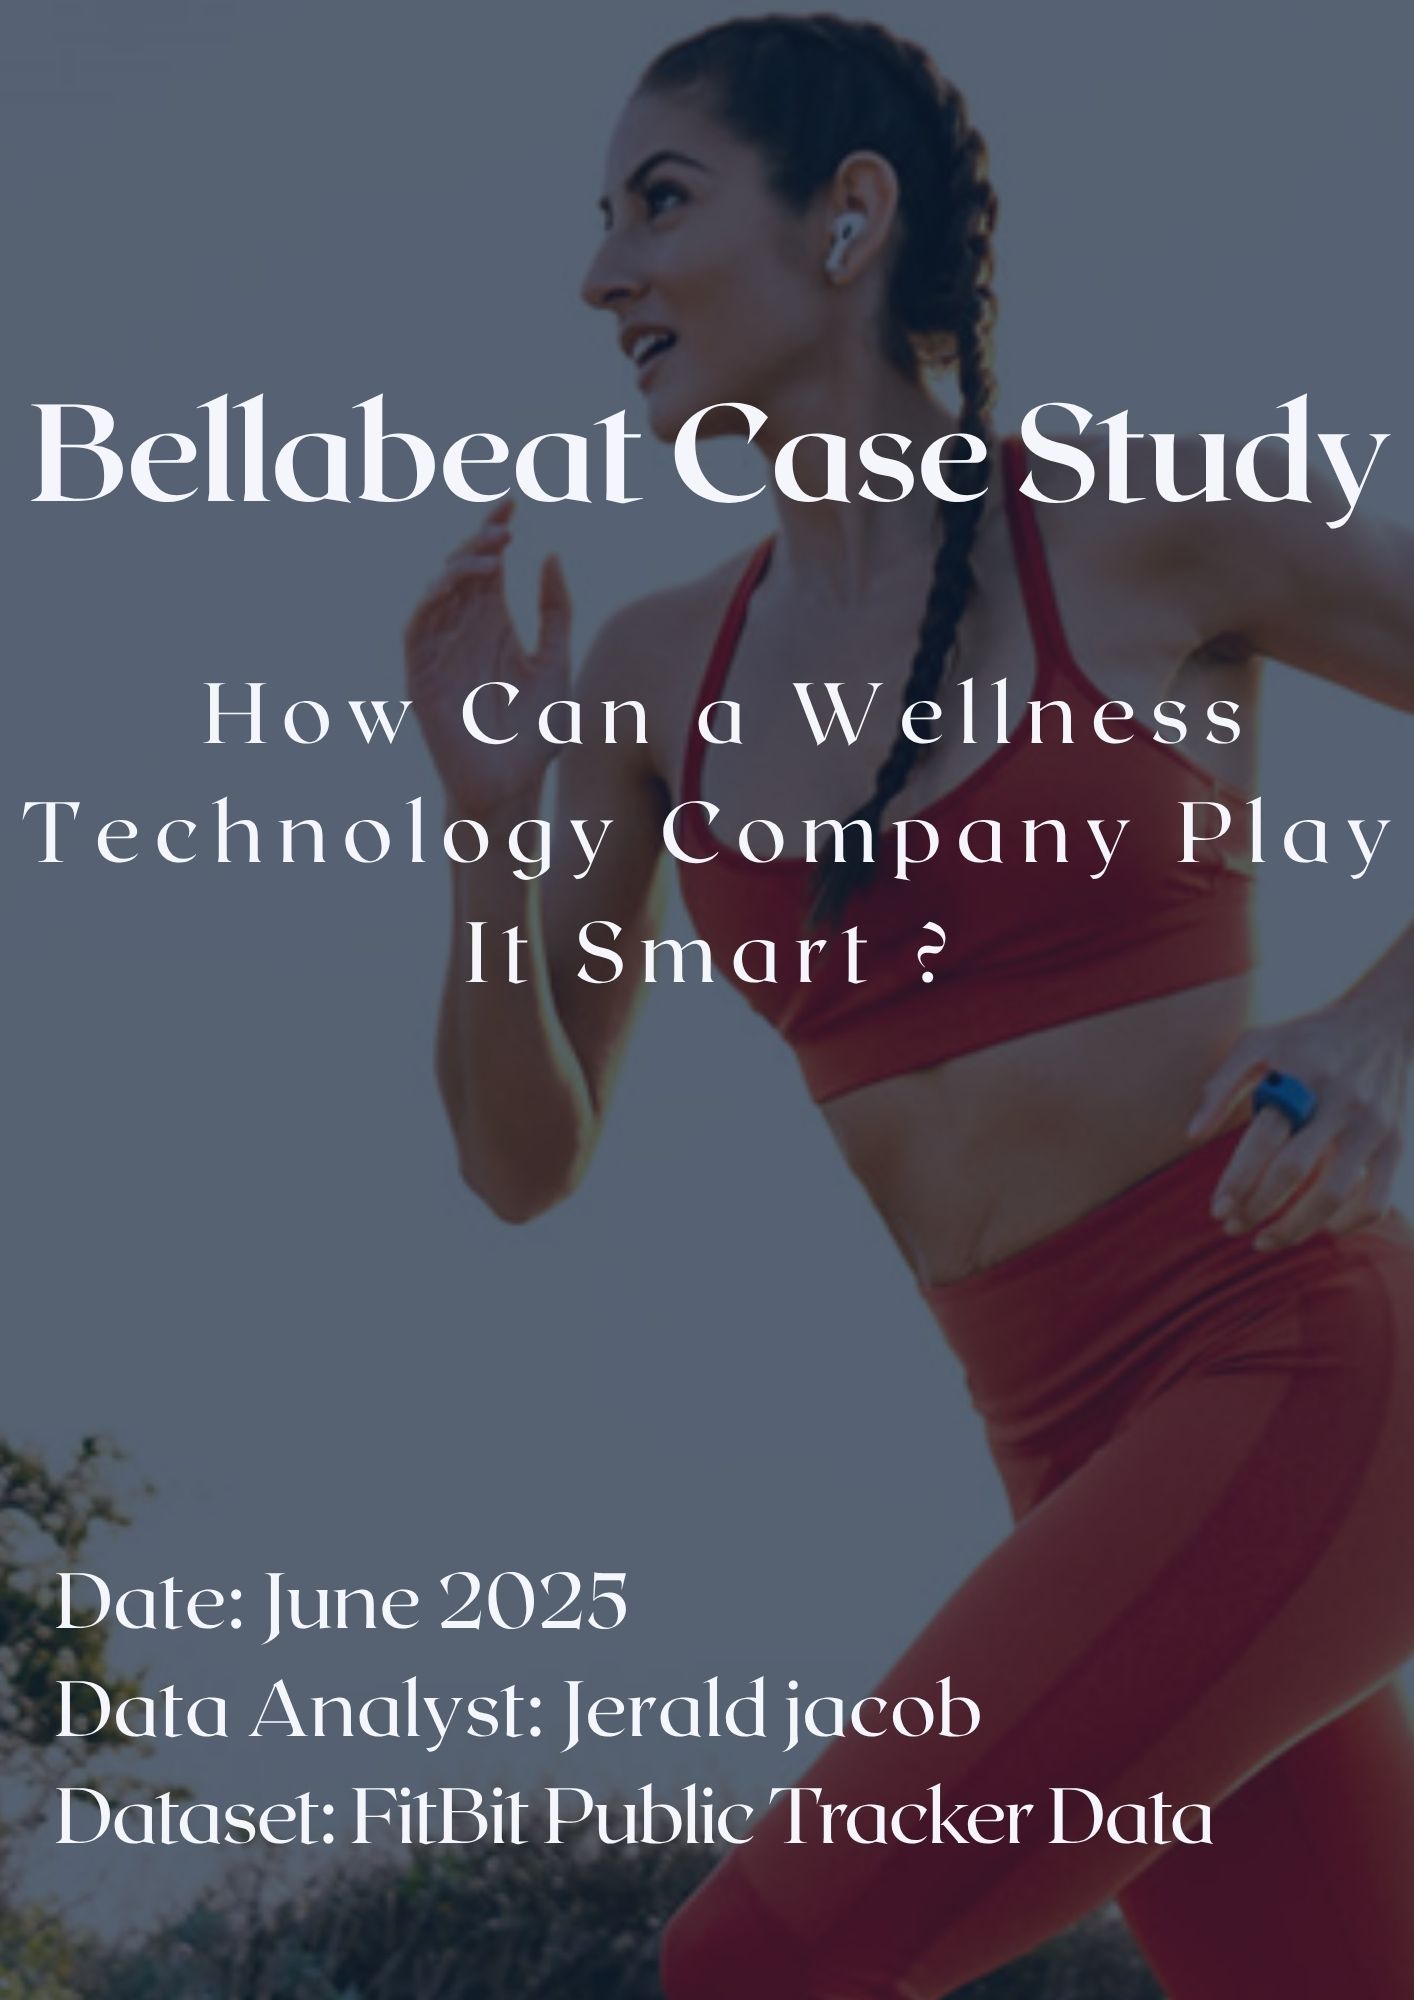 Bellabeat Case Study
How Can a Wellness
Technology Company Play
It Smart ?
Date: June 2025
Data Analyst: Jerald jacob
Dataset: FitBit Public Tracker Data